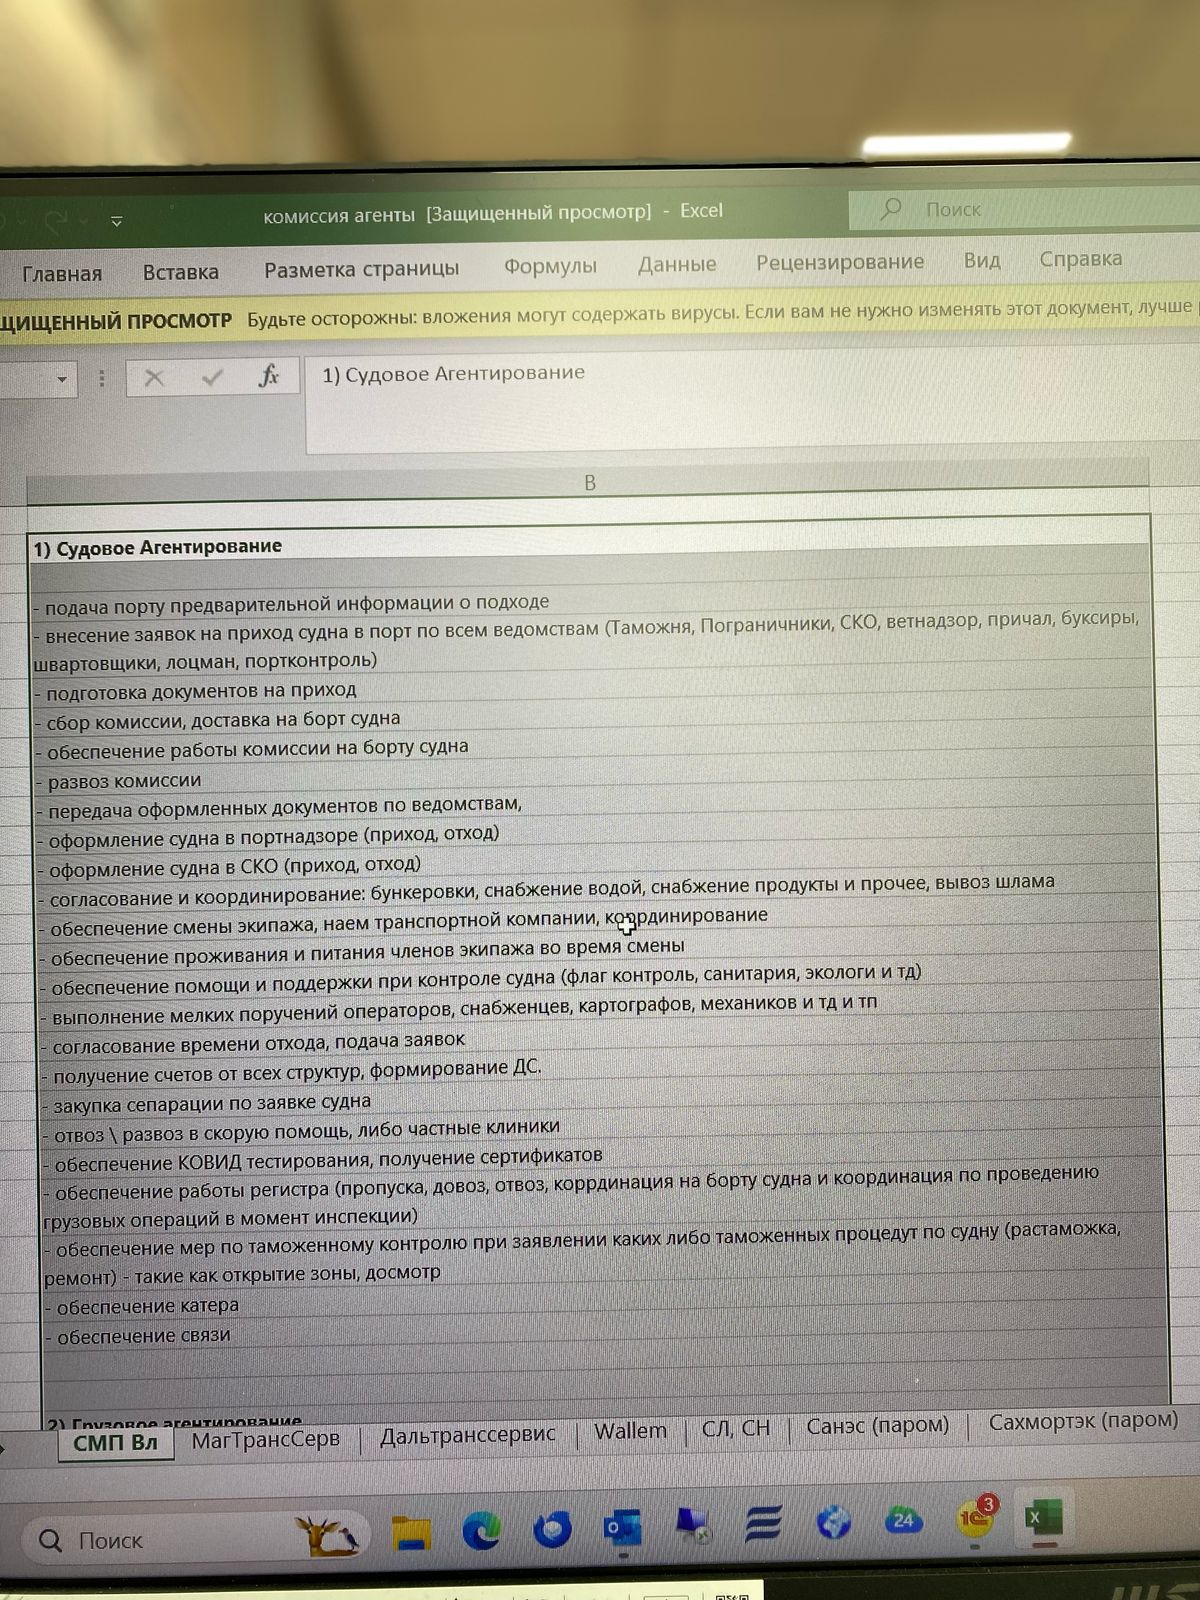 комиссия агенты [Защищенный просмотр] - Excel
Поиск
Главная Вставка Разметка страницы Формулы Данные Рецензирование Вид Справка
ЩИЩЕННЫЙ ПРОСМОТР Будьте осторожны: вложения могут содержать вирусы. Если вам не нужно изменять этот документ, лучше
fx 1) Судовое Агентирование
B
1) Судовое Агентирование
- подача порту предварительной информации о подходе
- внесение заявок на приход судна в порт по всем ведомствам (Таможня, Пограничники, СКО, ветнадзор, причал, буксиры,
швартовщики, лоцман, портконтроль)
- подготовка документов на приход
- сбор комиссии, доставка на борт судна
- обеспечение работы комиссии на борту судна
- развоз комиссии
- передача оформленных документов по ведомствам,
- оформление судна в портнадзоре (приход, отход)
- оформление судна в СКО (приход, отход)
- согласование и координирование: бункеровки, снабжение водой, снабжение продукты и прочее, вывоз шлама
- обеспечение смены экипажа, наем транспортной компании, координирование
- обеспечение проживания и питания членов экипажа во время смены
- обеспечение помощи и поддержки при контроле судна (флаг контроль, санитария, экологи и тд)
- выполнение мелких поручений операторов, снабженцев, картографов, механиков и тд и тп
- согласование времени отхода, подача заявок
- получение счетов от всех структур, формирование ДС.
- закупка сепарации по заявке судна
- отвоз \ развоз в скорую помощь, либо частные клиники
- обеспечение КОВИД тестирования, получение сертификатов
- обеспечение работы регистра (пропуска, довоз, отвоз, коррдинация на борту судна и координация по проведению
грузовых операций в момент инспекции)
- обеспечение мер по таможенному контролю при заявлении каких либо таможенных процедут по судну (растаможка,
ремонт) - такие как открытие зоны, досмотр
- обеспечение катера
- обеспечение связи
2) Грузовое агентирование
СМП Вл МагТрансСерв Дальтранссервис Wallem СЛ, СН Санэс (паром) Сахмортэк (паром)
Поиск 24 1С 3